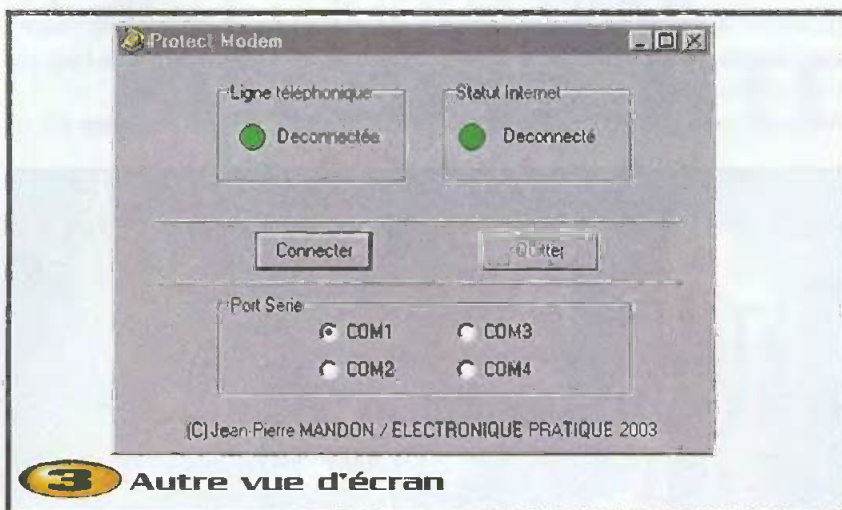 Protect Modem
Ligne téléphonique
Statut Internet
Deconnectée
Deconnecté
Connecter
Quitter
Port Serie
COM1
COM3
COM2
COM4
(C) Jean-Pierre MANDON / ELECTRONIQUE PRATIQUE 2003
3 Autre vue d'écran